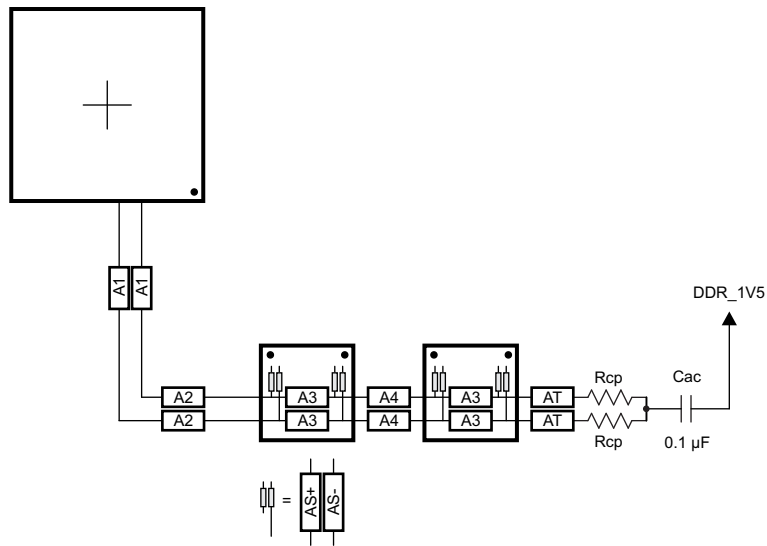 A1 A1
DDR_1V5
A2 A3 A4 A3 AT Rcp Cac
A2 A3 A4 A3 AT Rcp 0.1 µF
= AS+ AS-